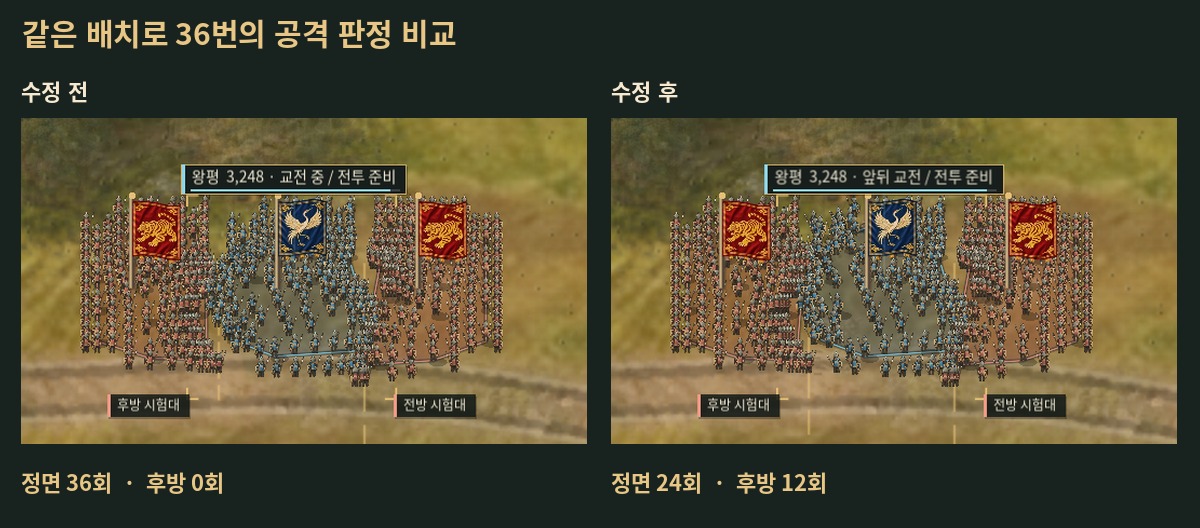 같은 배치로 36번의 공격 판정 비교
수정 전
수정 후
왕평 3,248 · 교전 중 / 전투 준비
왕평 3,248 · 앞뒤 교전 / 전투 준비
후방 시험대
전방 시험대
후방 시험대
전방 시험대
정면 36회 · 후방 0회
정면 24회 · 후방 12회